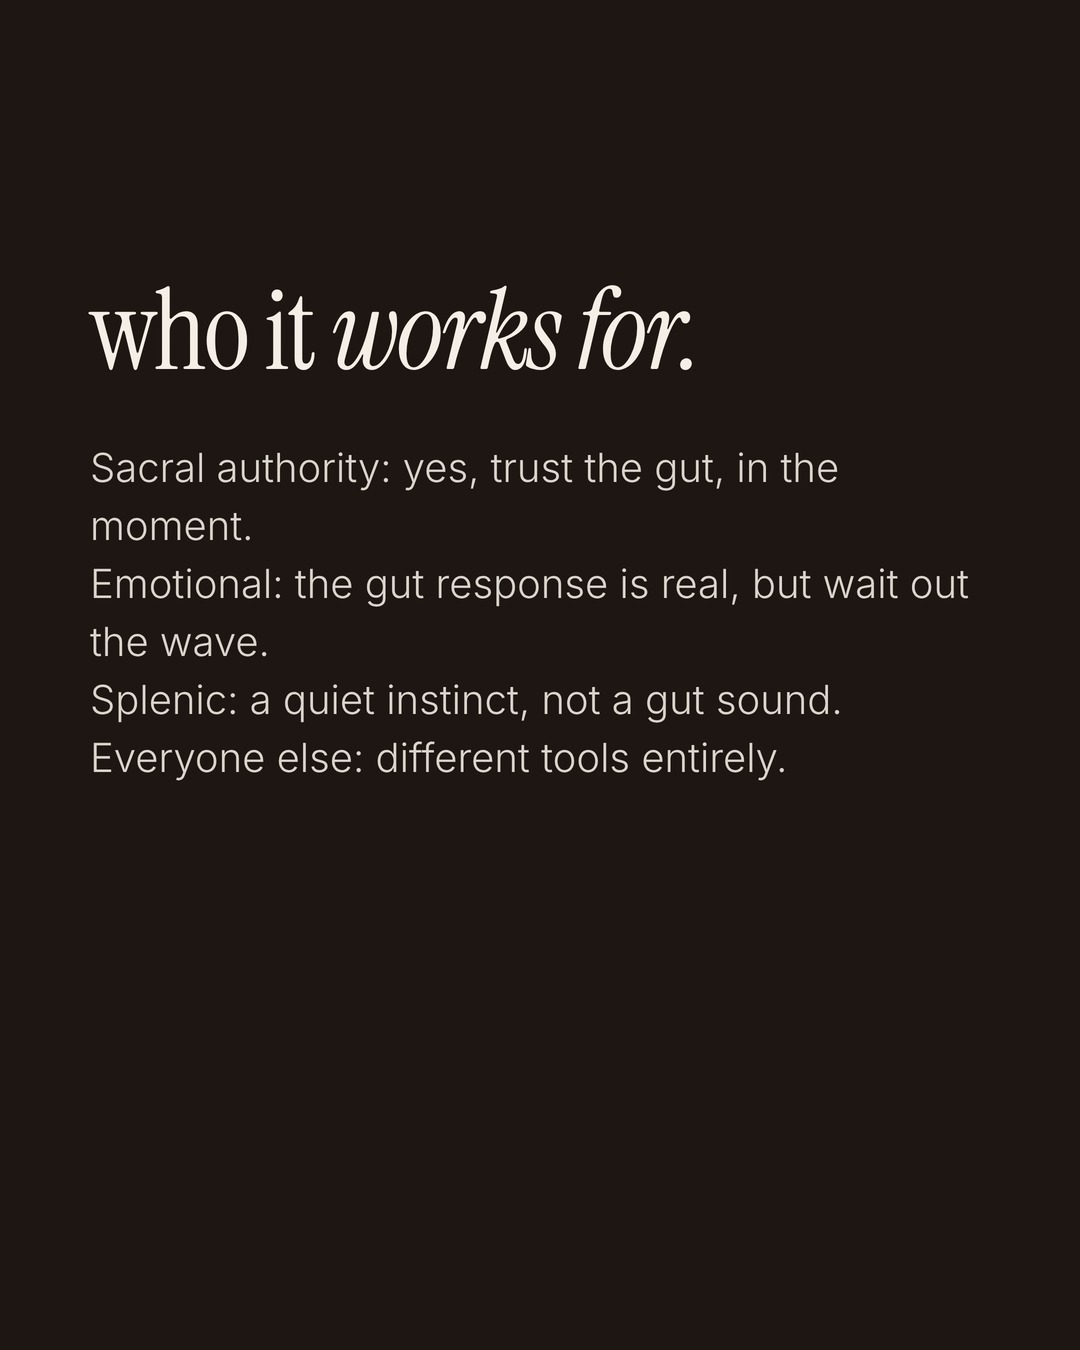 who it works for.
Sacral authority: yes, trust the gut, in the
moment.
Emotional: the gut response is real, but wait out
the wave.
Splenic: a quiet instinct, not a gut sound.
Everyone else: different tools entirely.